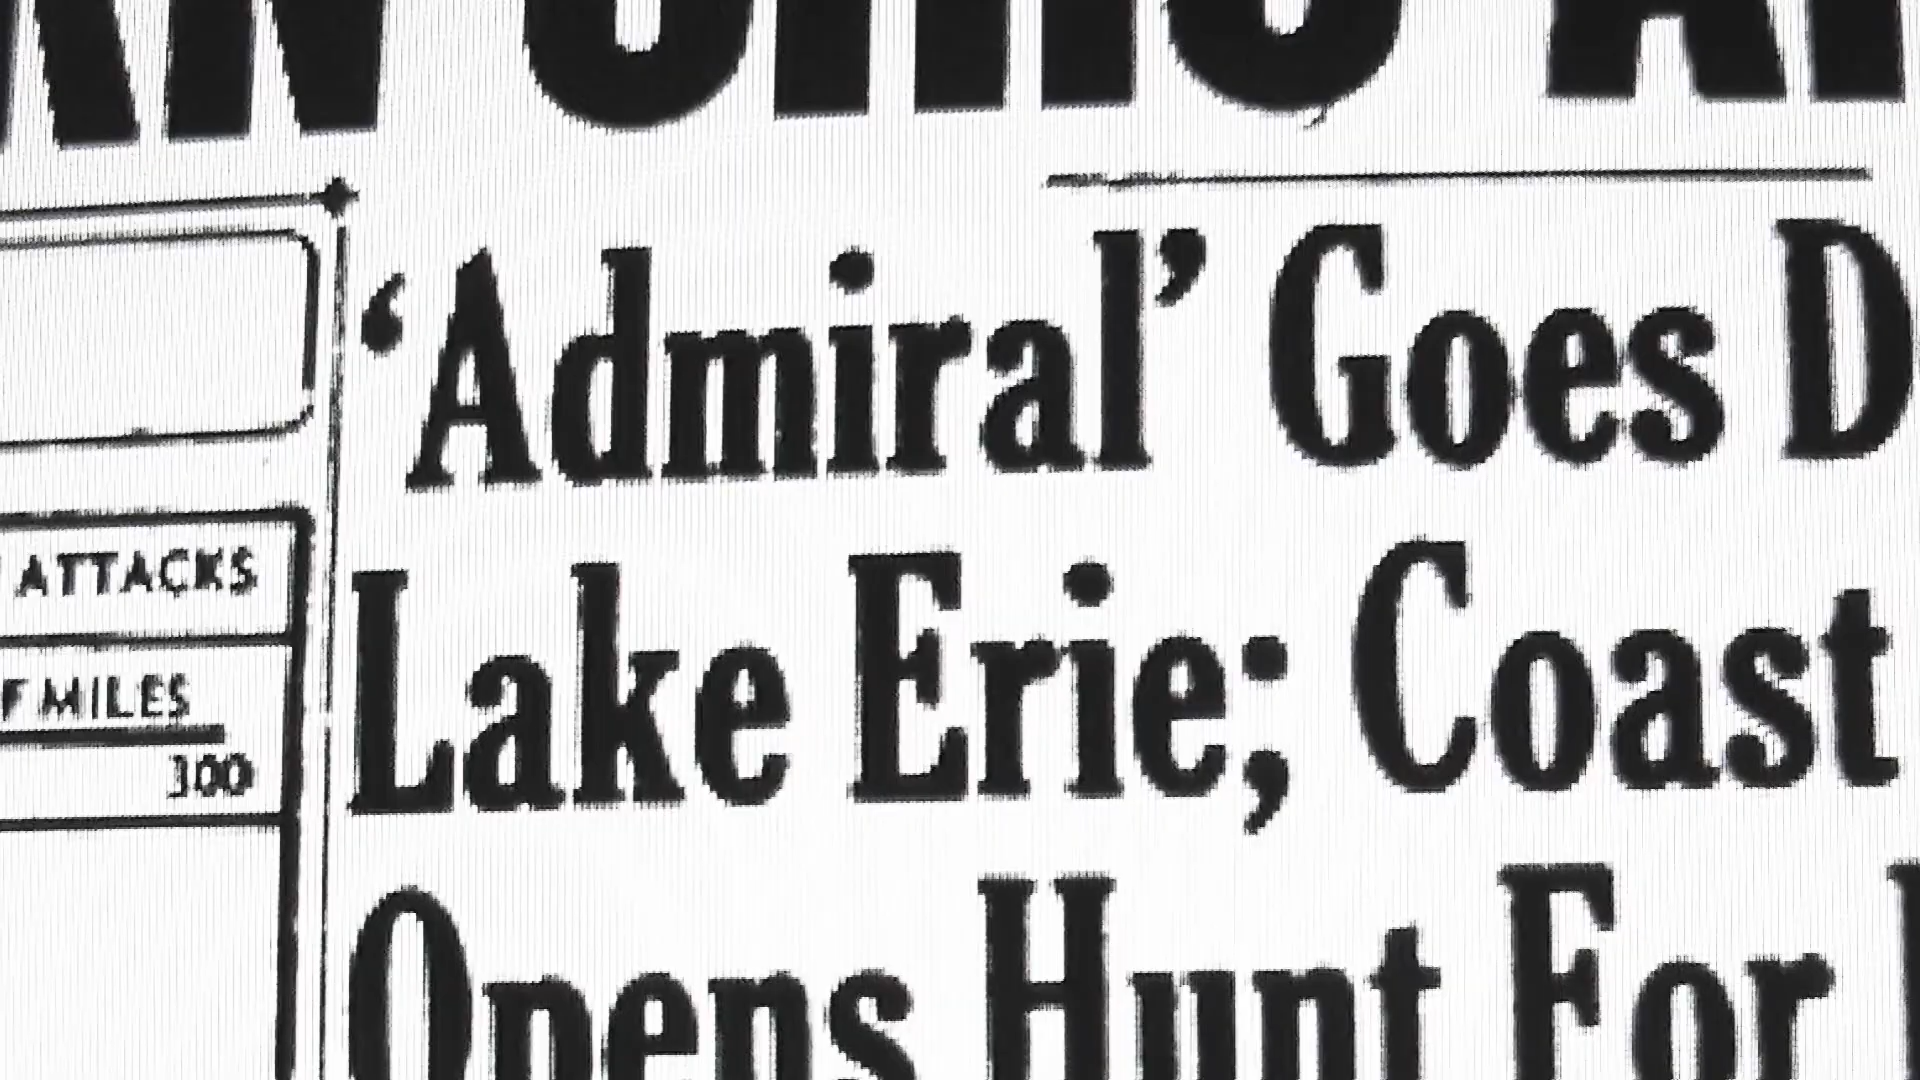 'Admiral' Goes D
Lake Erie; Coast
Opens Hunt For
ATTACKS
F MILES
300